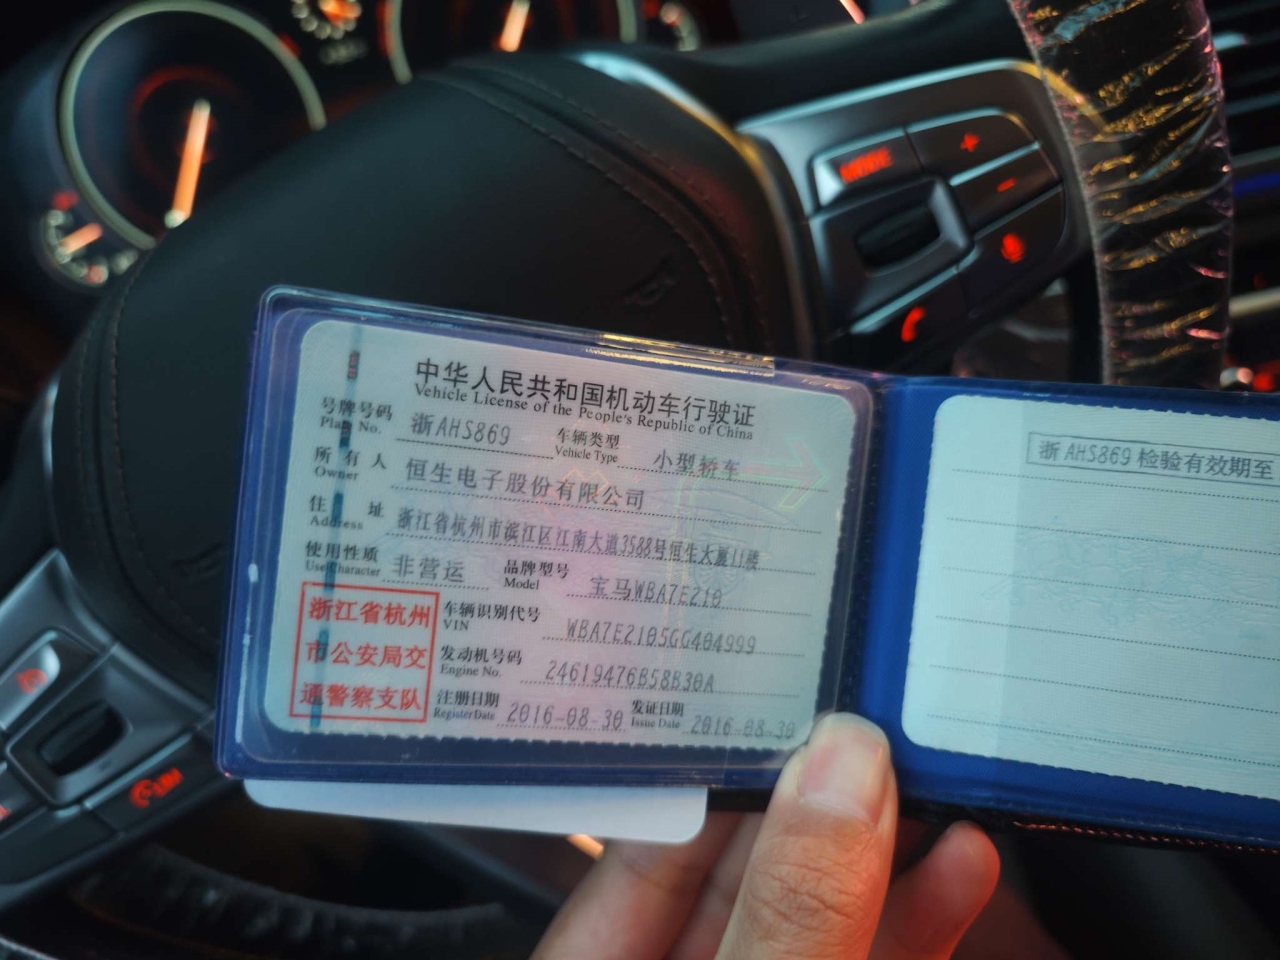 中华人民共和国机动车行驶证
Vehicle License of the People's Republic of China
号牌号码 浙AHS869 车辆类型 小型轿车
Plate No. Vehicle Type
所有人 恒生电子股份有限公司
Owner
住址 浙江省杭州市滨江区江南大道3588号恒生大厦11楼
Address
使用性质 非营运 品牌型号 宝马WBA7E210
Use Character Model
浙江省杭州
市公安局交
通警察支队
车辆识别代号 WBA7E2105GG404999
VIN
发动机号码 24619476B58B30A
Engine No.
注册日期 2016-08-30 发证日期 2016-08-30
Register Date Issue Date
浙AHS869检验有效期至
MODE
+
-